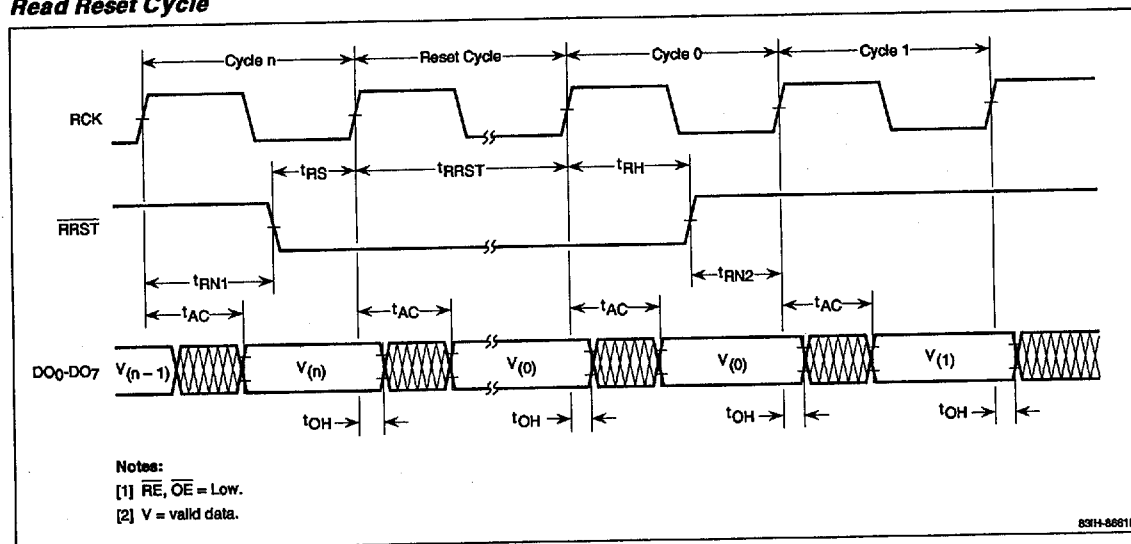 Read Reset Cycle
Cycle n
Reset Cycle
Cycle 0
Cycle 1
RCK
tRS
tRRST
tRH
RRST
tRN1
tRN2
tAC
tAC
tAC
tAC
DO0-DO7
V(n – 1)
V(n)
V(0)
V(0)
V(1)
tOH
tOH
tOH
tOH
Notes:
[1] RE, OE = Low.
[2] V = valid data.